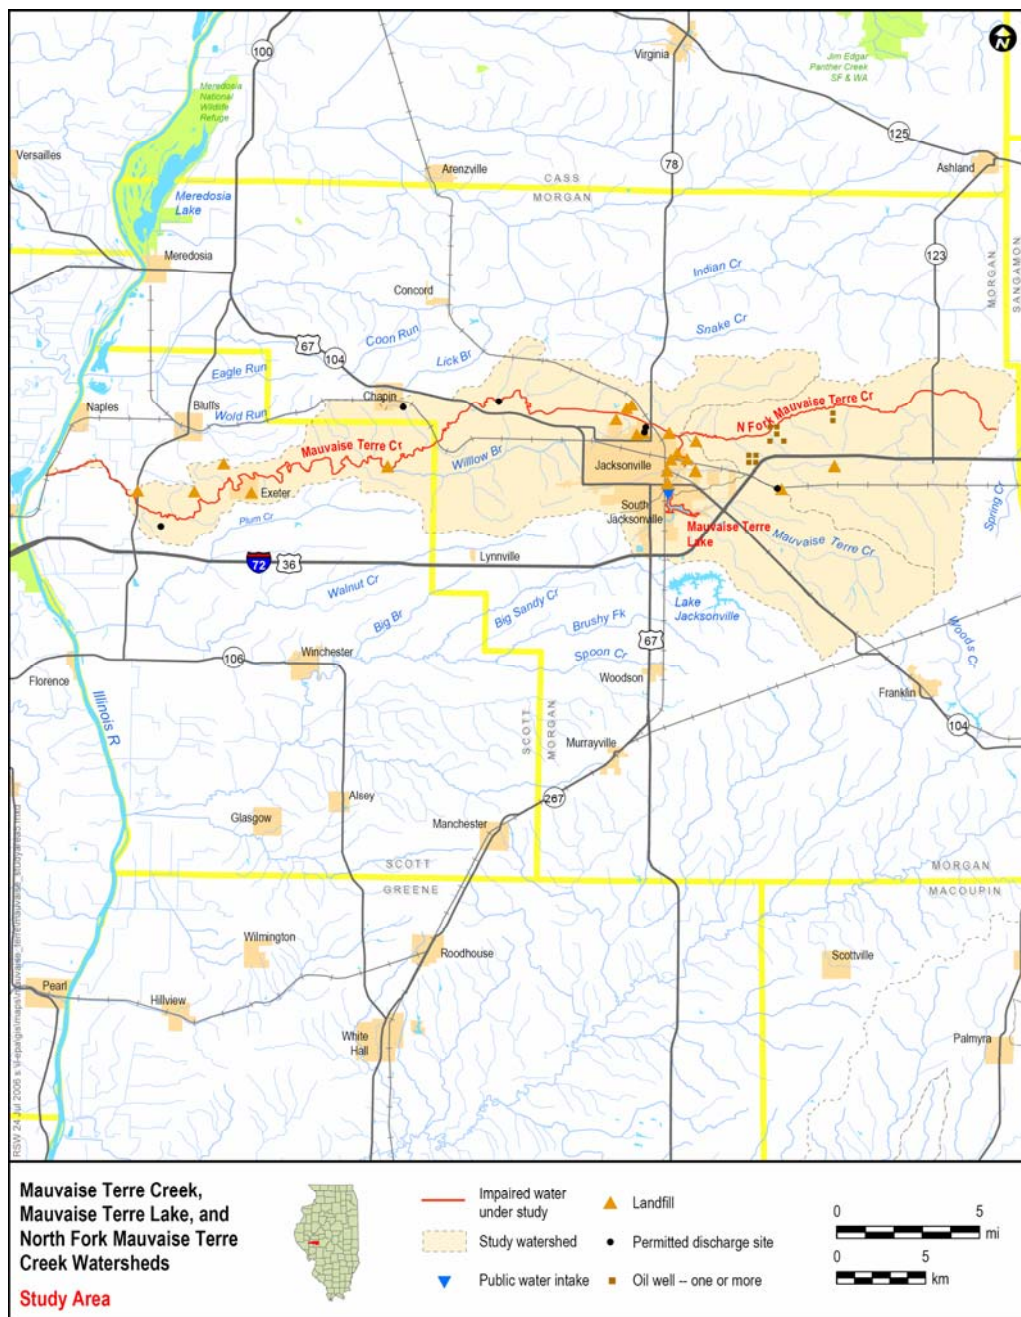 N
Virginia
Jim Edgar
Panther Creek
SF & WA
100
Meredosia
National
Wildlife
Refuge
125
Versailles
78
Arenzville
Ashland
CASS
MORGAN
Meredosia
Lake
Meredosia
123
MORGAN
SANGAMON
Indian Cr
Concord
Snake Cr
Coon Run
67
104
Lick Br
Eagle Run
Chapin
Naples
Bluffs
Wold Run
N Fork Mauvaise Terre Cr
Mauvaise Terre Cr
Willow Br
Jacksonville
Exeter
South
Jacksonville
Spring Cr
Plum Cr
Mauvaise Terre
Lake
Mauvaise Terre Cr
72
36
Lynnville
Walnut Cr
Big Sandy Cr
Lake
Jacksonville
Big Br
Brushy Fk
Woods C.
67
Spoon Cr
106
Winchester
Florence
Woodson
Franklin
Illinois R
SCOTT
MORGAN
104
Murrayville
267
Alsey
Glasgow
Manchester
SCOTT
GREENE
MORGAN
MACOUPIN
Wilmington
Roodhouse
Scottville
Pearl
Hillview
White
Hall
Palmyra
Mauvaise Terre Creek,
Mauvaise Terre Lake, and
North Fork Mauvaise Terre
Creek Watersheds
Study Area
Impaired water
under study
Study watershed
Public water intake
Landfill
Permitted discharge site
Oil well -- one or more
0 5
mi
0 5
km